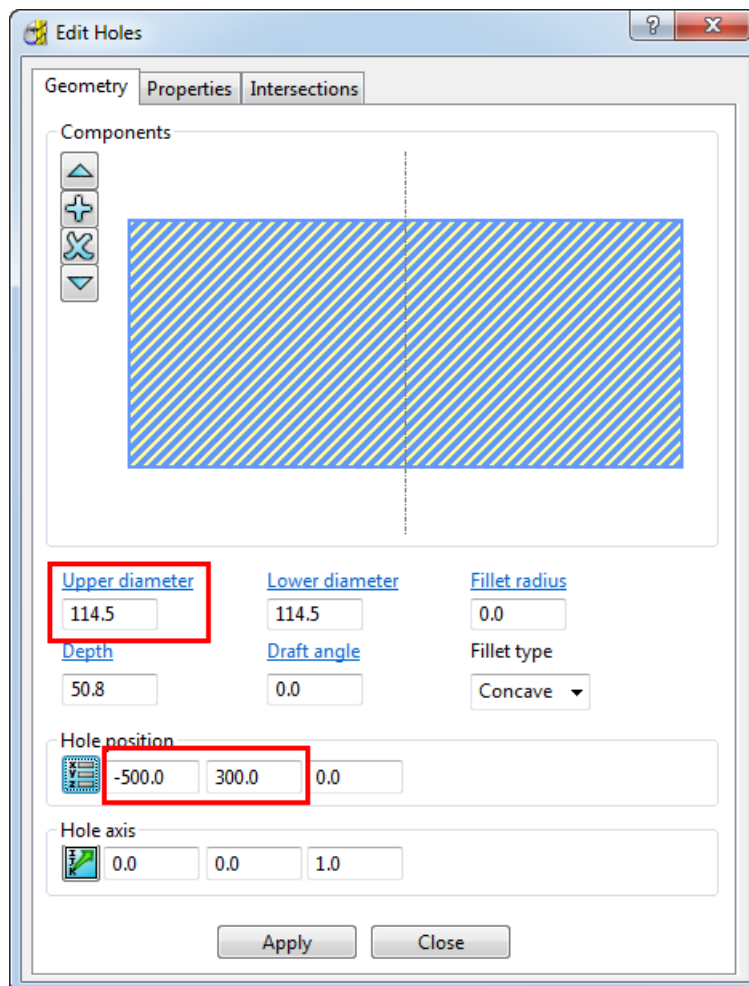 Edit Holes
Geometry Properties Intersections
Components
Upper diameter Lower diameter Fillet radius
114.5 114.5 0.0
Depth Draft angle Fillet type
50.8 0.0 Concave
Hole position
X Y Z -500.0 300.0 0.0
Hole axis
I J K 0.0 0.0 1.0
Apply Close